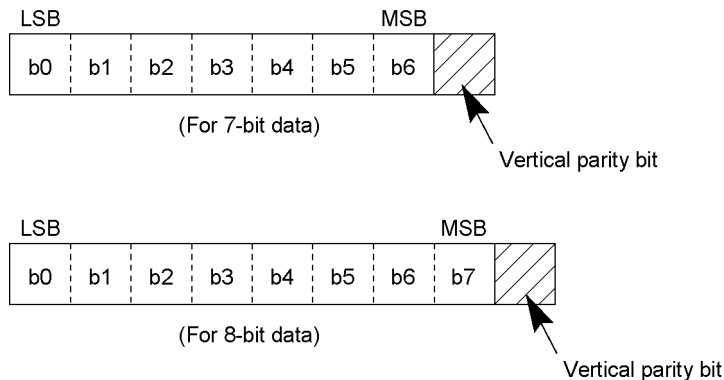 LSB MSB
b0 b1 b2 b3 b4 b5 b6
(For 7-bit data)
Vertical parity bit
LSB MSB
b0 b1 b2 b3 b4 b5 b6 b7
(For 8-bit data)
Vertical parity bit